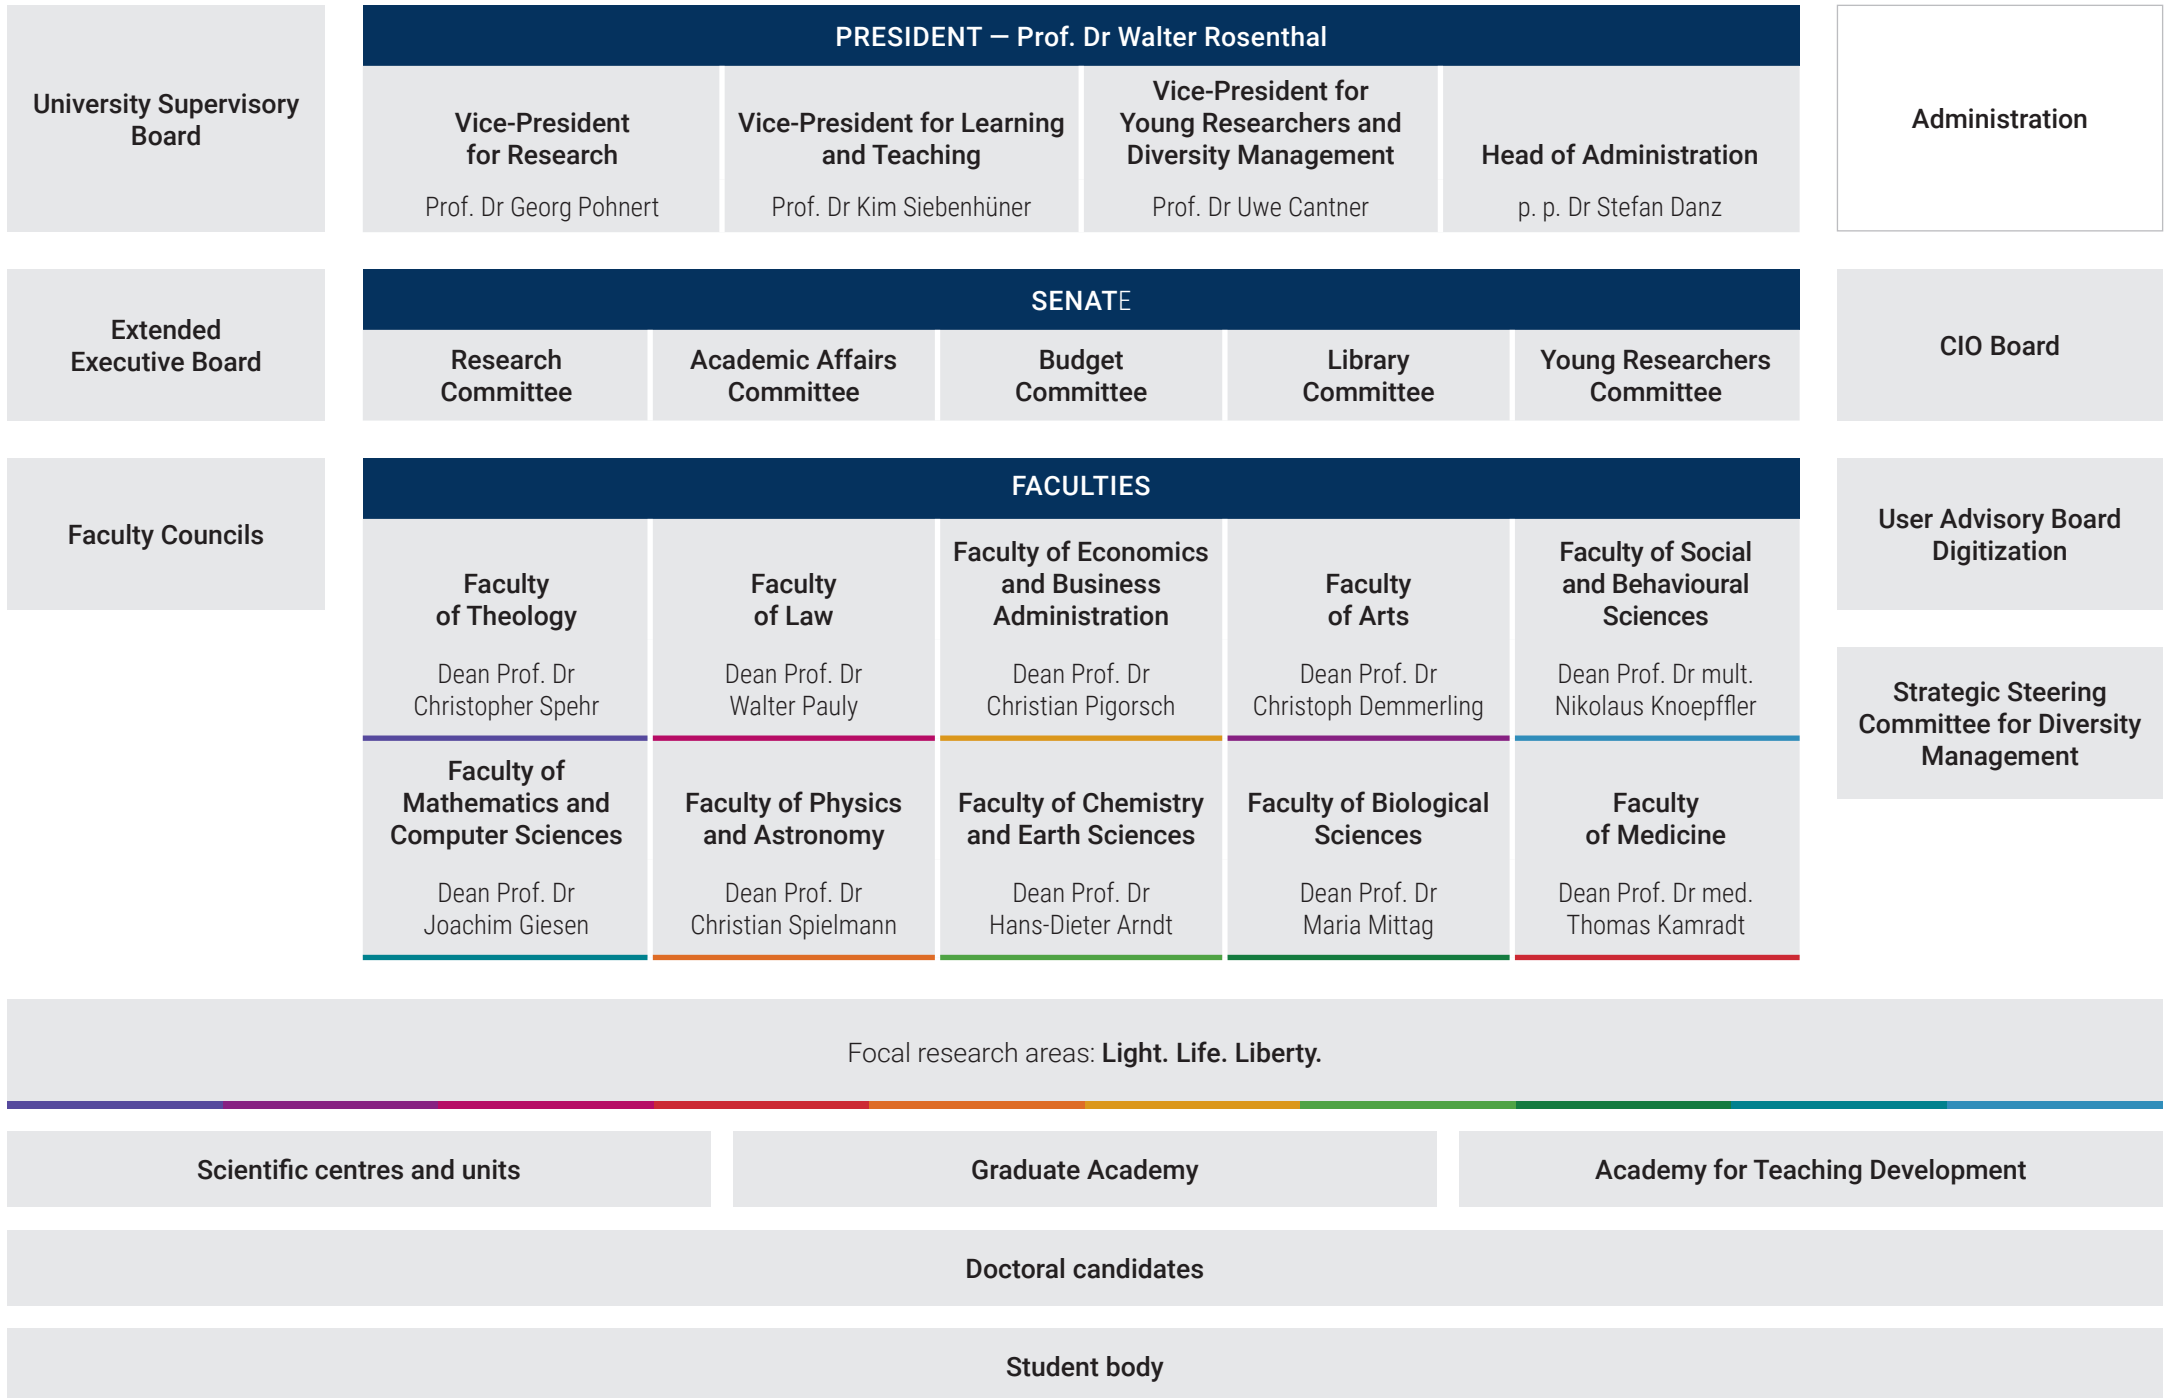 University Supervisory
Board
PRESIDENT — Prof. Dr Walter Rosenthal
Vice-President
for Research
Prof. Dr Georg Pohnert
Vice-President for Learning
and Teaching
Prof. Dr Kim Siebenhüner
Vice-President for
Young Researchers and
Diversity Management
Prof. Dr Uwe Cantner
Head of Administration
p. p. Dr Stefan Danz
Administration
Extended
Executive Board
SENATE
Research
Committee
Academic Affairs
Committee
Budget
Committee
Library
Committee
Young Researchers
Committee
CIO Board
Faculty Councils
FACULTIES
Faculty
of Theology
Dean Prof. Dr
Christopher Spehr
Faculty
of Law
Dean Prof. Dr
Walter Pauly
Faculty of Economics
and Business
Administration
Dean Prof. Dr
Christian Pigorsch
Faculty
of Arts
Dean Prof. Dr
Christoph Demmerling
Faculty of Social
and Behavioural
Sciences
Dean Prof. Dr mult.
Nikolaus Knoepffler
Faculty of
Mathematics and
Computer Sciences
Dean Prof. Dr
Joachim Giesen
Faculty of Physics
and Astronomy
Dean Prof. Dr
Christian Spielmann
Faculty of Chemistry
and Earth Sciences
Dean Prof. Dr
Hans-Dieter Arndt
Faculty of Biological
Sciences
Dean Prof. Dr
Maria Mittag
Faculty
of Medicine
Dean Prof. Dr med.
Thomas Kamradt
User Advisory Board
Digitization
Strategic Steering
Committee for Diversity
Management
Focal research areas: Light. Life. Liberty.
Scientific centres and units
Graduate Academy
Academy for Teaching Development
Doctoral candidates
Student body